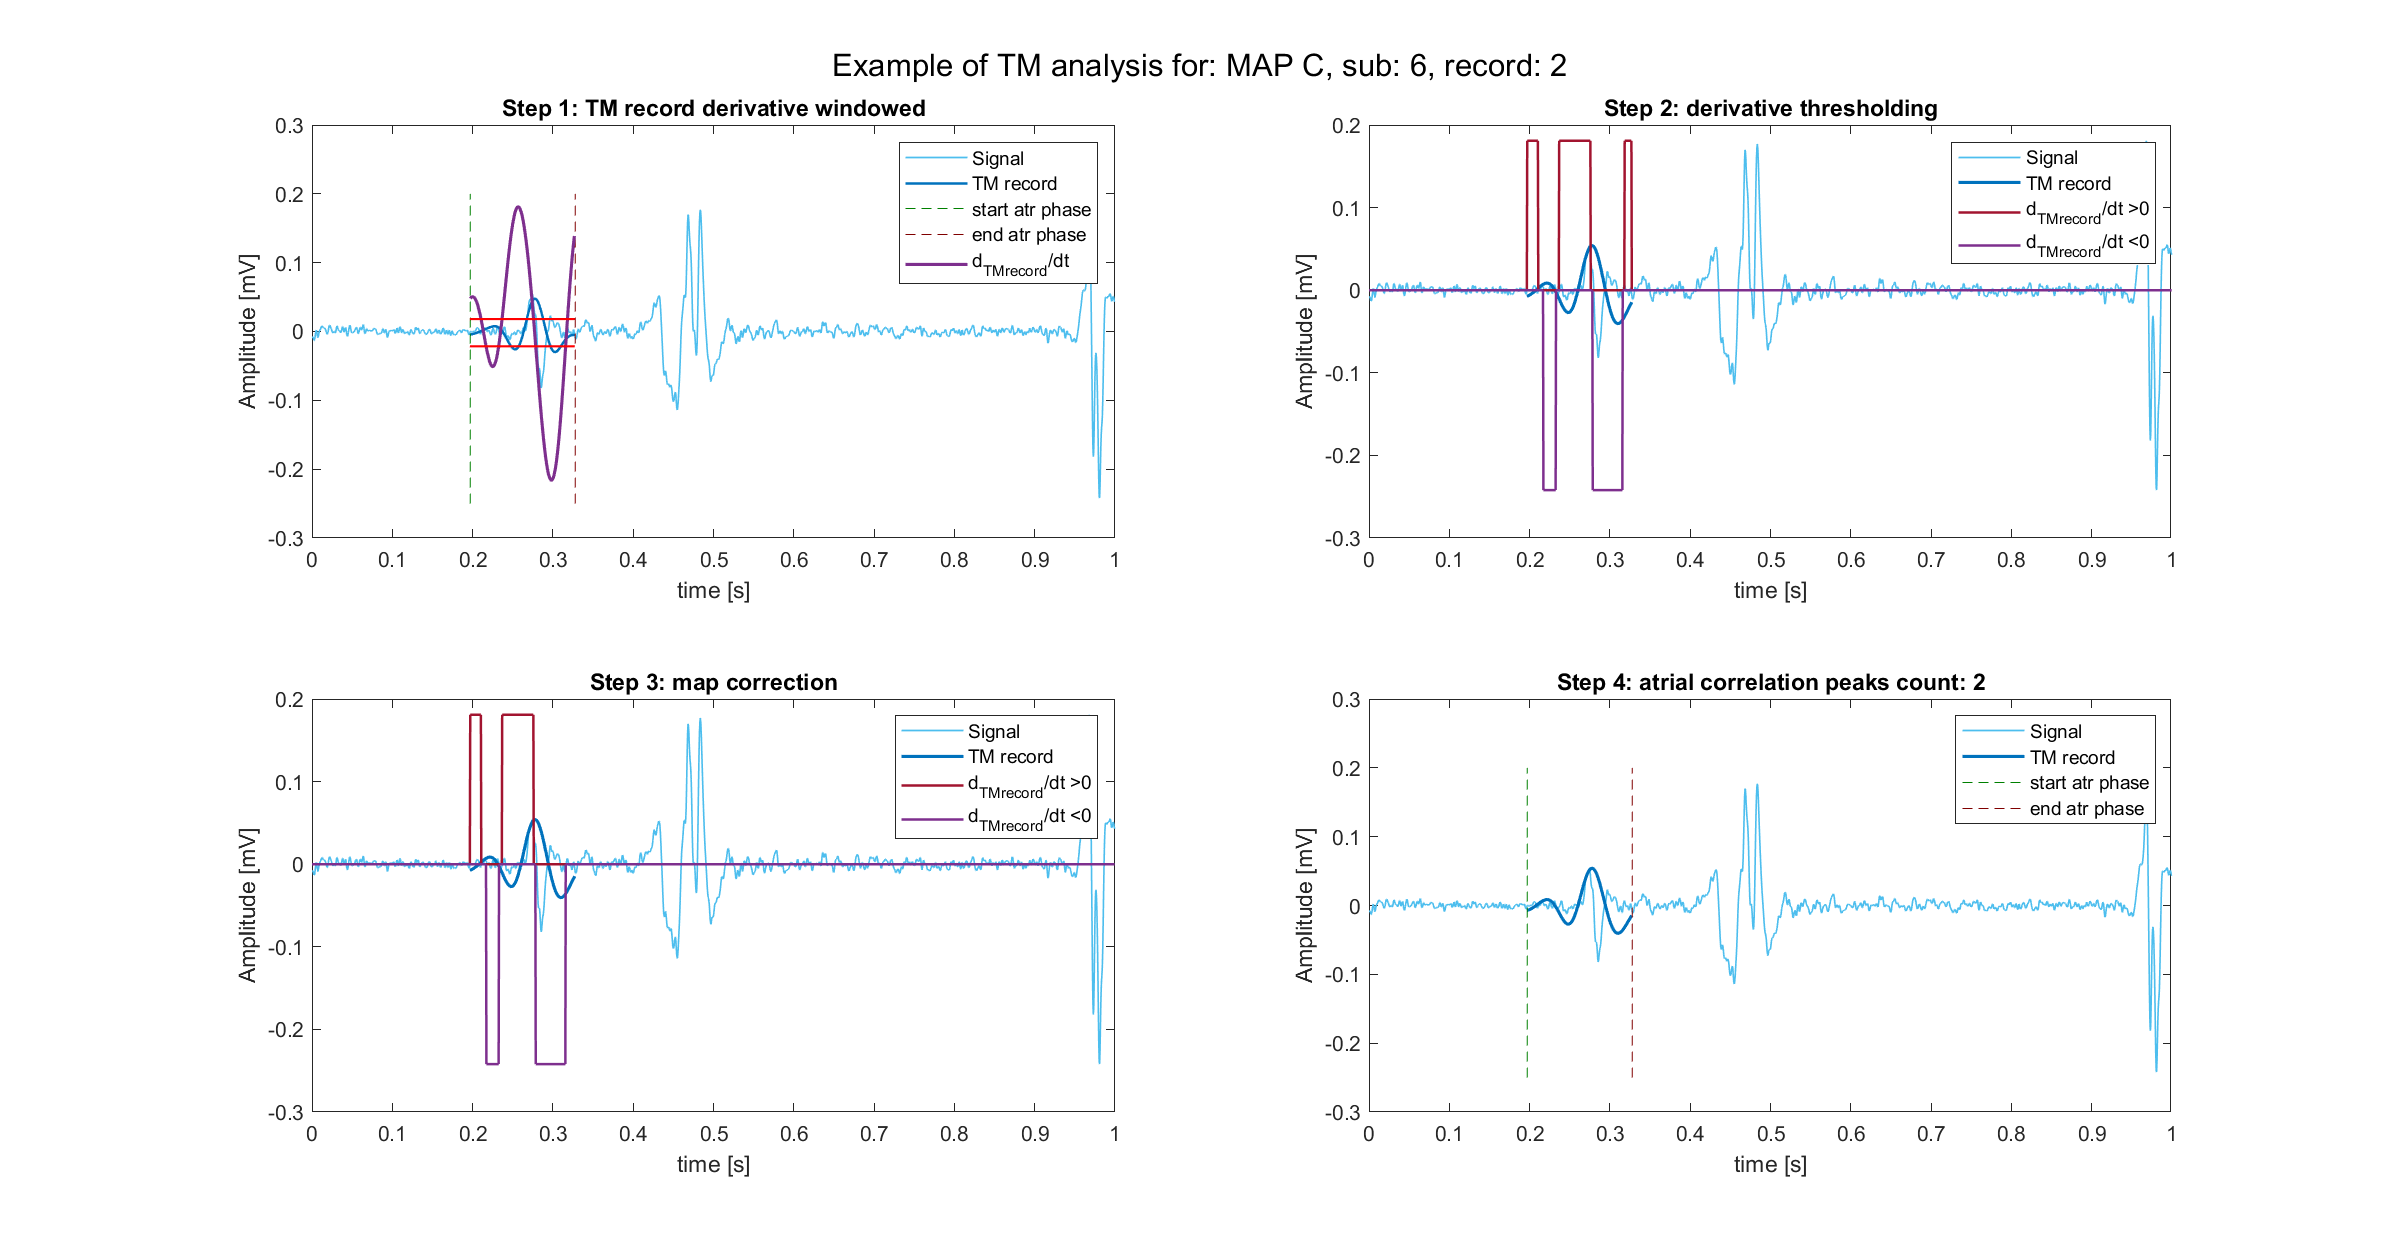 Example of TM analysis for: MAP C, sub: 6, record: 2
Step 1: TM record derivative windowed
0.3
0.2
0.1
0
-0.1
-0.2
-0.3
Amplitude [mV]
0 0.1 0.2 0.3 0.4 0.5 0.6 0.7 0.8 0.9 1
time [s]
Signal
TM record
start atr phase
end atr phase
dTMrecord/dt
Step 2: derivative thresholding
0.2
0.1
0
-0.1
-0.2
-0.3
Amplitude [mV]
0 0.1 0.2 0.3 0.4 0.5 0.6 0.7 0.8 0.9 1
time [s]
Signal
TM record
dTMrecord/dt >0
dTMrecord/dt <0
Step 3: map correction
0.2
0.1
0
-0.1
-0.2
-0.3
Amplitude [mV]
0 0.1 0.2 0.3 0.4 0.5 0.6 0.7 0.8 0.9 1
time [s]
Signal
TM record
dTMrecord/dt >0
dTMrecord/dt <0
Step 4: atrial correlation peaks count: 2
0.3
0.2
0.1
0
-0.1
-0.2
-0.3
Amplitude [mV]
0 0.1 0.2 0.3 0.4 0.5 0.6 0.7 0.8 0.9 1
time [s]
Signal
TM record
start atr phase
end atr phase